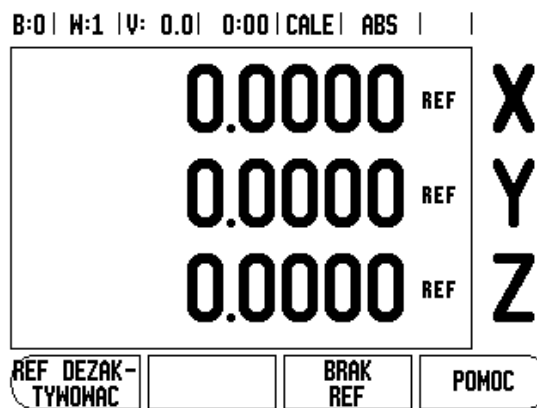 B:0 | W:1 | V: 0.0 | 0:00 | CALE | ABS | |
0.0000 REF X
0.0000 REF Y
0.0000 REF Z
REF DEZAK-
TYWOWAC
BRAK
REF
POMOC